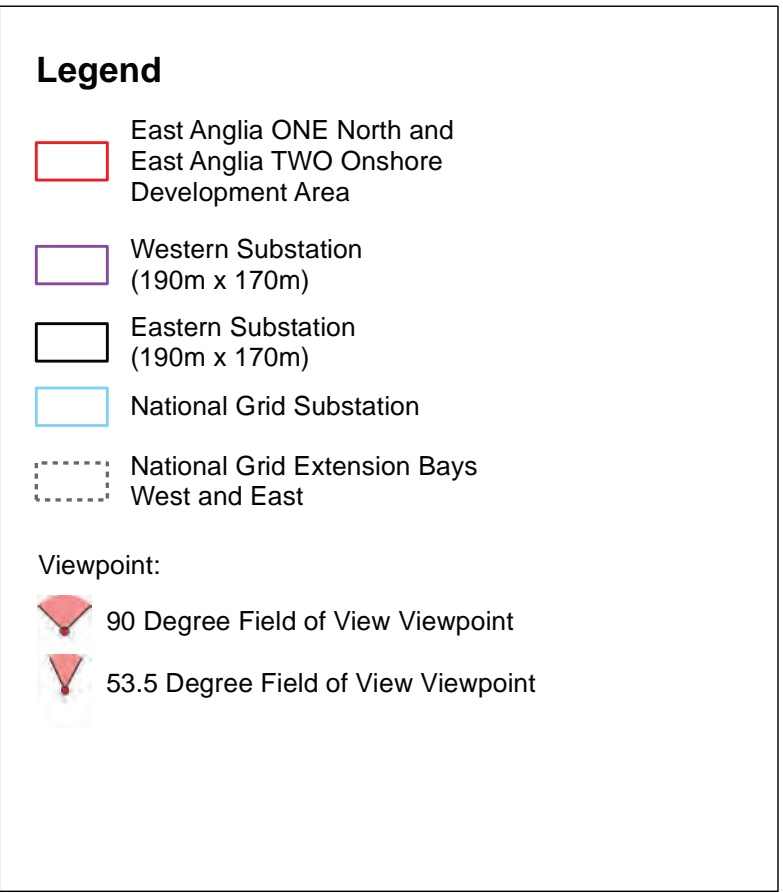 Legend
East Anglia ONE North and
East Anglia TWO Onshore
Development Area
Western Substation
(190m x 170m)
Eastern Substation
(190m x 170m)
National Grid Substation
National Grid Extension Bays
West and East
Viewpoint:
90 Degree Field of View Viewpoint
53.5 Degree Field of View Viewpoint